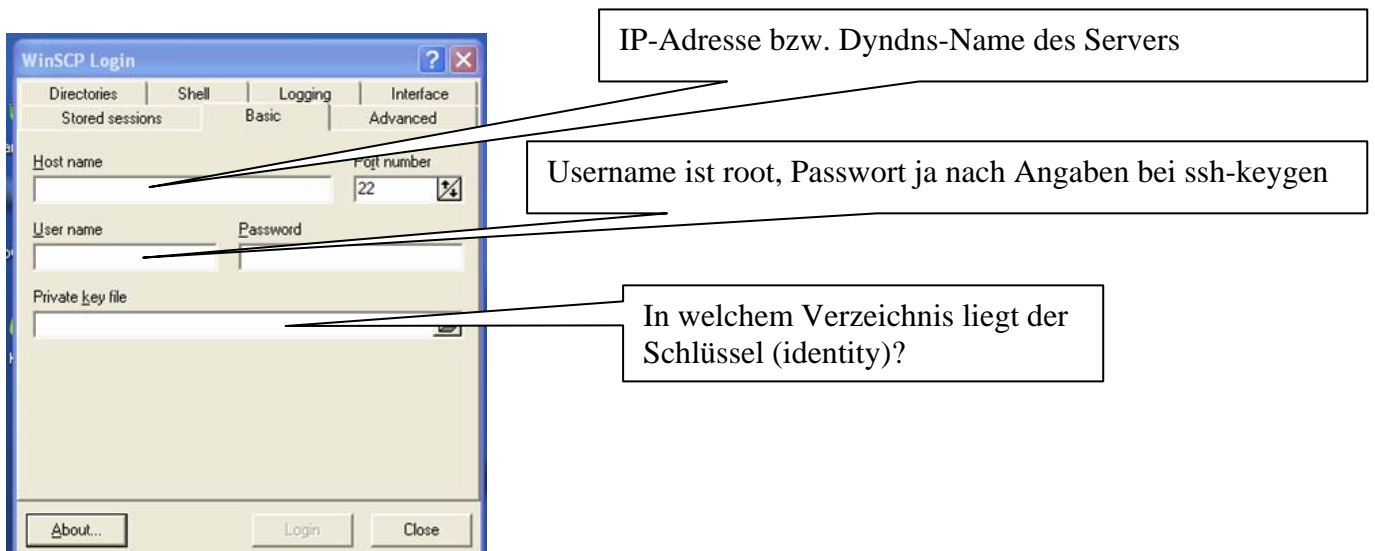 IP-Adresse bzw. Dyndns-Name des Servers
WinSCP Login
Directories Shell Logging Interface
Stored sessions Basic Advanced
Host name Port number
22
Username ist root, Passwort ja nach Angaben bei ssh-keygen
User name Password
Private key file
In welchem Verzeichnis liegt der
Schlüssel (identity)?
About... Login Close